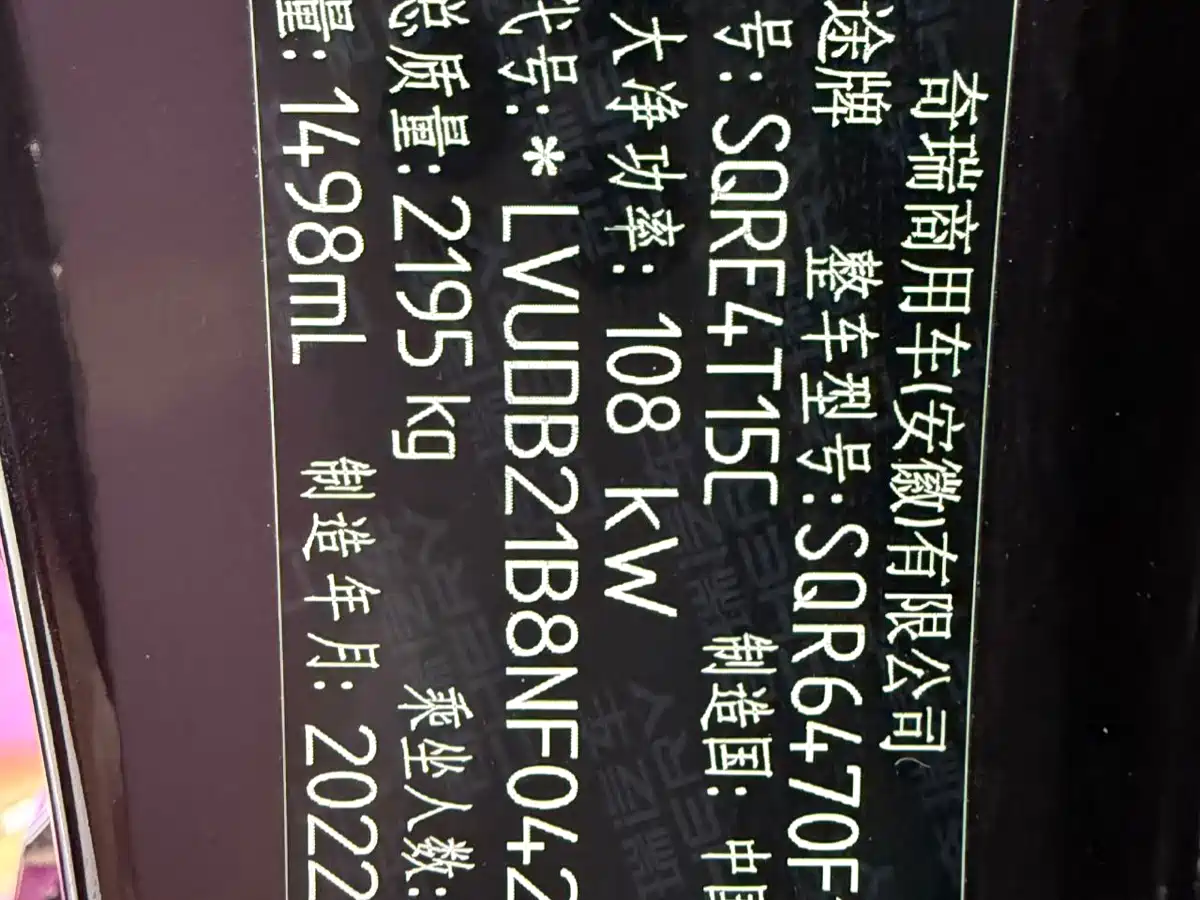 奇瑞商用车(安徽)有限公司
途牌 整车型号:SQR6470F
号: SQRE4T15C 制造国: 中国
大净功率: 108 kW
代号: * LVUDB21B8NF042
总质量: 2195 kg 乘坐人数:
量: 1498mL 制造年月: 2022